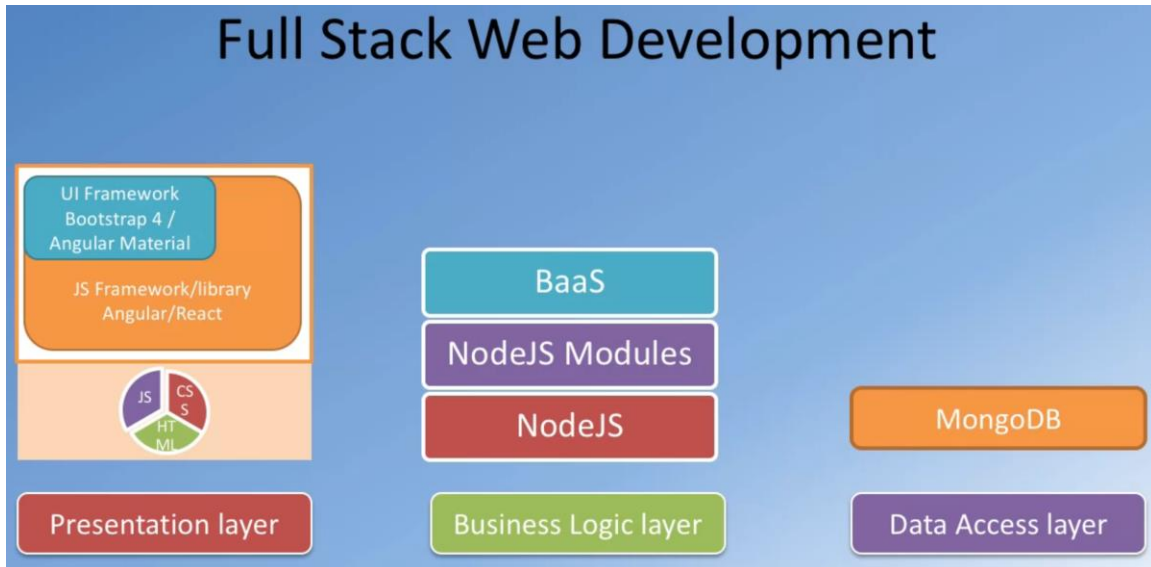 Full Stack Web Development
UI Framework
Bootstrap 4 /
Angular Material
JS Framework/library
Angular/React
JS
CS
S
HT
ML
Presentation layer
BaaS
NodeJS Modules
NodeJS
Business Logic layer
MongoDB
Data Access layer